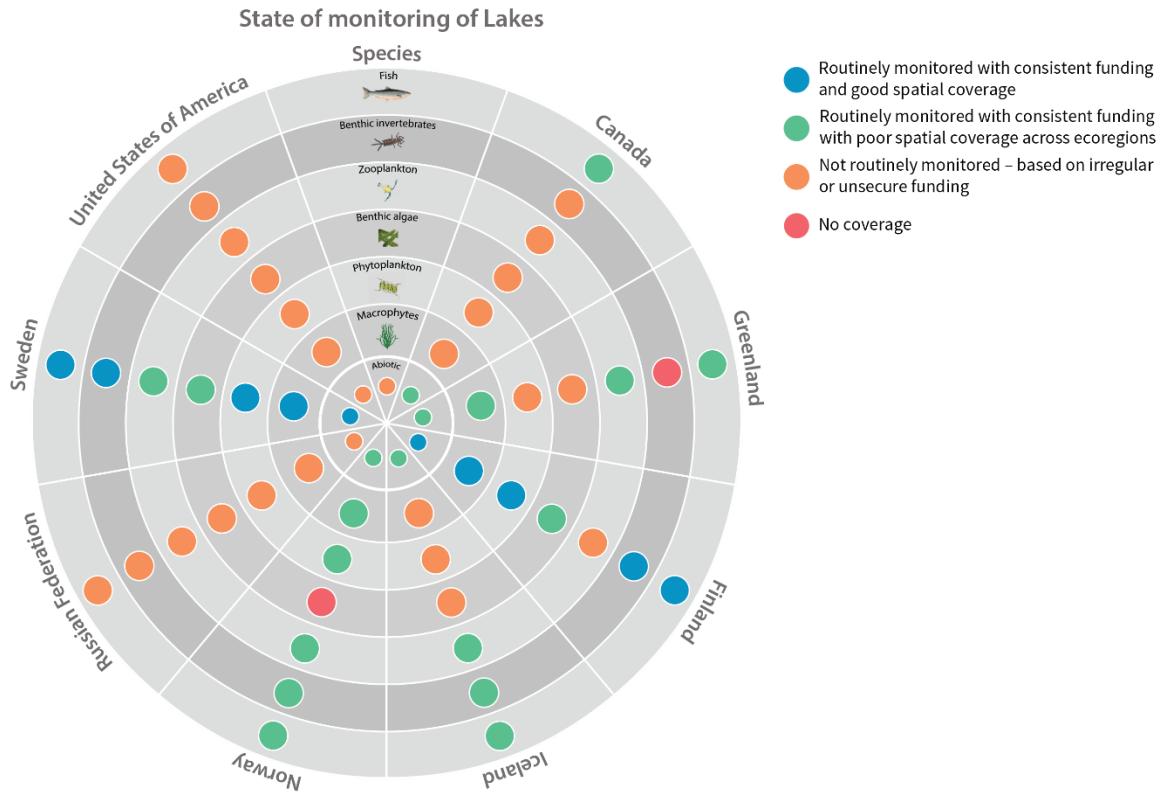 State of monitoring of Lakes
Species
Fish
Benthic invertebrates
Zooplankton
Benthic algae
Phytoplankton
Macrophytes
Abiotic
United States of America
Canada
Sweden
Greenland
Russian Federation
Finland
Norway
Iceland
Routinely monitored with consistent funding
and good spatial coverage
Routinely monitored with consistent funding
with poor spatial coverage across ecoregions
Not routinely monitored – based on irregular
or unsecure funding
No coverage